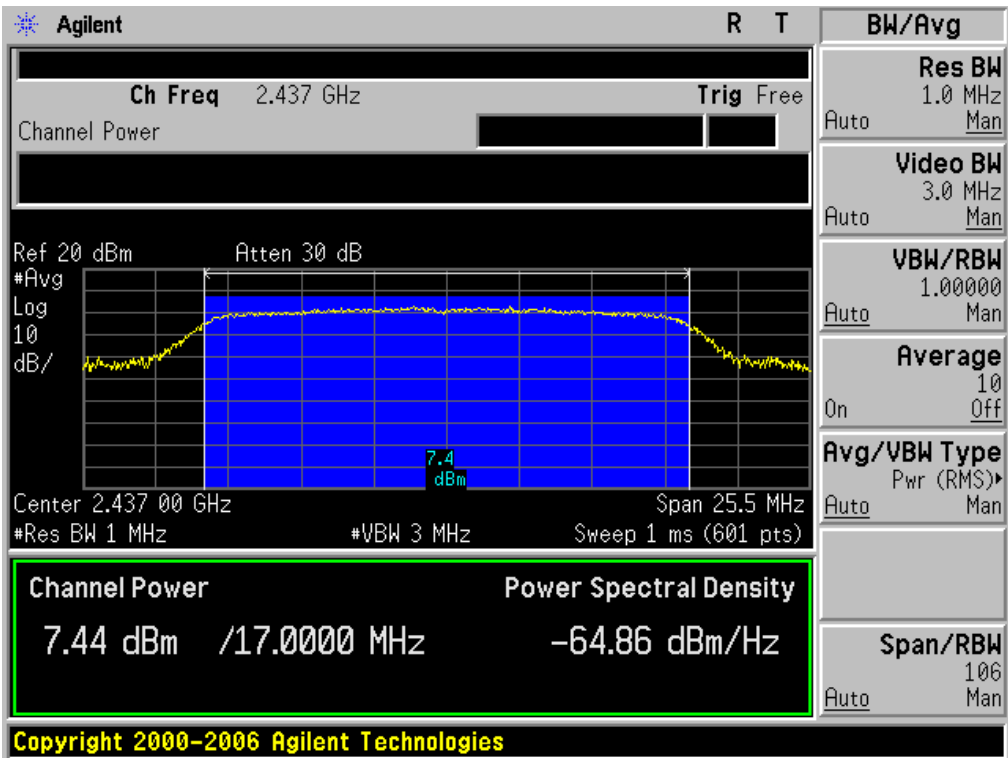 Agilent R T
Ch Freq 2.437 GHz Trig Free
Channel Power
Ref 20 dBm Atten 30 dB
#Avg
Log
10
dB/
7.4
dBm
Center 2.437 00 GHz Span 25.5 MHz
#Res BW 1 MHz #VBW 3 MHz Sweep 1 ms (601 pts)
Channel Power Power Spectral Density
7.44 dBm /17.0000 MHz -64.86 dBm/Hz
Copyright 2000-2006 Agilent Technologies
BW/Avg
Res BW
1.0 MHz
Auto Man
Video BW
3.0 MHz
Auto Man
VBW/RBW
1.00000
Auto Man
Average
10
On Off
Avg/VBW Type
Pwr (RMS)▸
Auto Man
Span/RBW
106
Auto Man